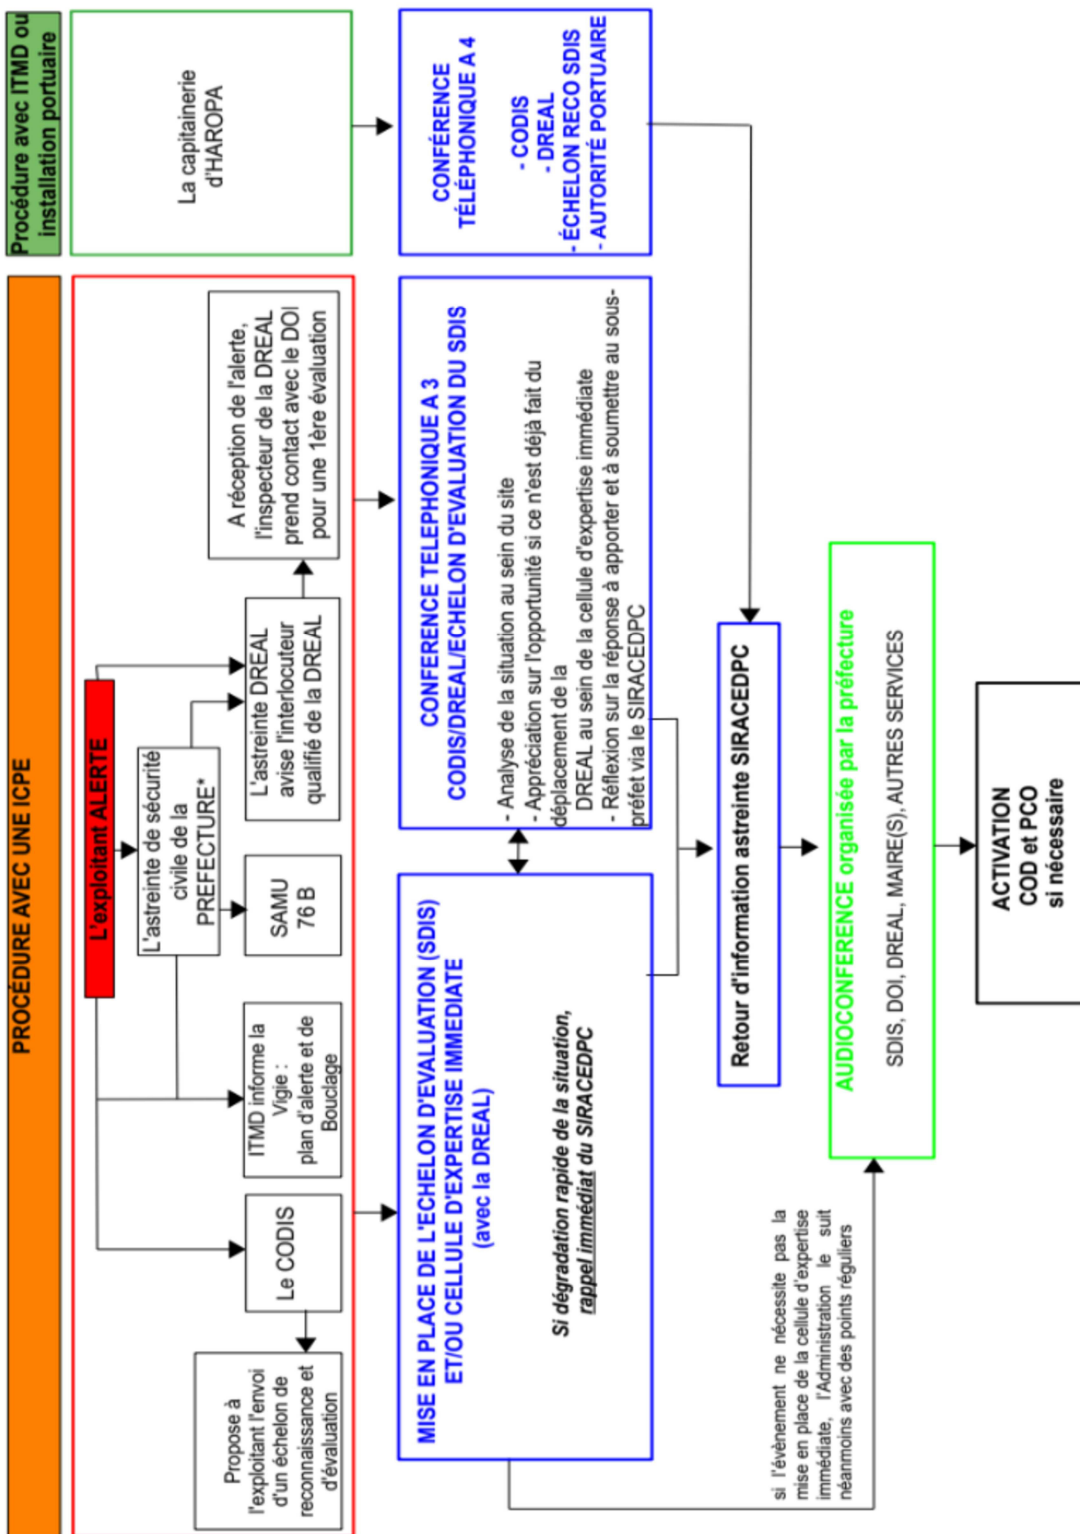 PROCÉDURE AVEC UNE ICPE
Procédure avec ITMD ou
installation portuaire
L'exploitant ALERTE
L'astreinte de sécurité
civile de la
PREFECTURE*
Propose à
l'exploitant l'envoi
d'un échelon de
reconnaissance et
d'évaluation
Le CODIS
ITMD informe la
Vigie :
plan d'alerte et de
Bouclage
SAMU
76 B
L'astreinte DREAL
avise l'interlocuteur
qualifié de la DREAL
A réception de l'alerte,
l'inspecteur de la DREAL
prend contact avec le DOI
pour une 1ère évaluation
La capitainerie
d'HAROPA
MISE EN PLACE DE L'ECHELON D'EVALUATION (SDIS)
ET/OU CELLULE D'EXPERTISE IMMEDIATE
(avec la DREAL)
Si dégradation rapide de la situation,
rappel immédiat du SIRACEDPC
CONFERENCE TELEPHONIQUE A 3
CODIS/DREAL/ECHELON D'EVALUATION DU SDIS
- Analyse de la situation au sein du site
- Appréciation sur l'opportunité si ce n'est déjà fait du
déplacement de la
DREAL au sein de la cellule d'expertise immédiate
- Réflexion sur la réponse à apporter et à soumettre au sous-
préfet via le SIRACEDPC
CONFÉRENCE
TÉLÉPHONIQUE A 4
- CODIS
- DREAL
- ÉCHELON RECO SDIS
- AUTORITÉ PORTUAIRE
Retour d'information astreinte SIRACEDPC
si l'évènement ne nécessite pas la
mise en place de la cellule d'expertise
immédiate, l'Administration le suit
néanmoins avec des points réguliers
AUDIOCONFERENCE organisée par la préfecture
SDIS, DOI, DREAL, MAIRE(S), AUTRES SERVICES
ACTIVATION
COD et PCO
si nécessaire